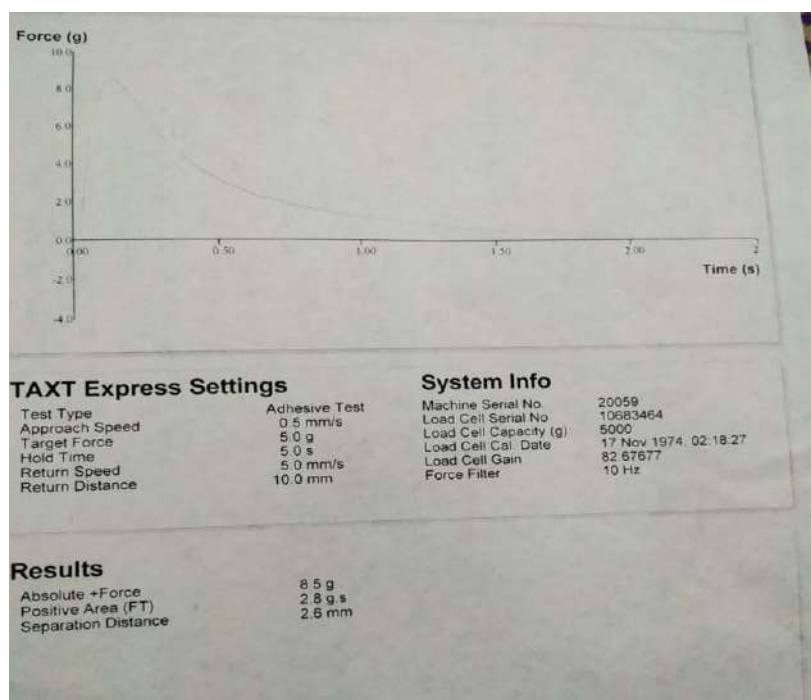 Force (g)
10.0
8.0
6.0
4.0
2.0
0.0
0.00 0.50 1.00 1.50 2.00 2
Time (s)
-2.0
-4.0
TAXT Express Settings
Test Type Adhesive Test
Approach Speed 0.5 mm/s
Target Force 5.0 g
Hold Time 5.0 s
Return Speed 5.0 mm/s
Return Distance 10.0 mm
System Info
Machine Serial No. 20059
Load Cell Serial No 10683464
Load Cell Capacity (g) 5000
Load Cell Cal. Date 17 Nov 1974, 02:18:27
Load Cell Gain 82.67677
Force Filter 10 Hz
Results
Absolute +Force 8.5 g
Positive Area (FT) 2.8 g.s
Separation Distance 2.6 mm